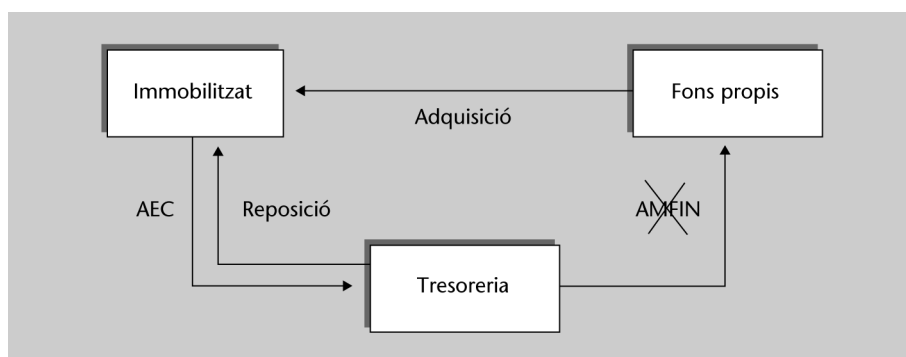 Immobilitzat
Fons propis
Adquisició
AEC
Reposició
AMFIN
Tresoreria